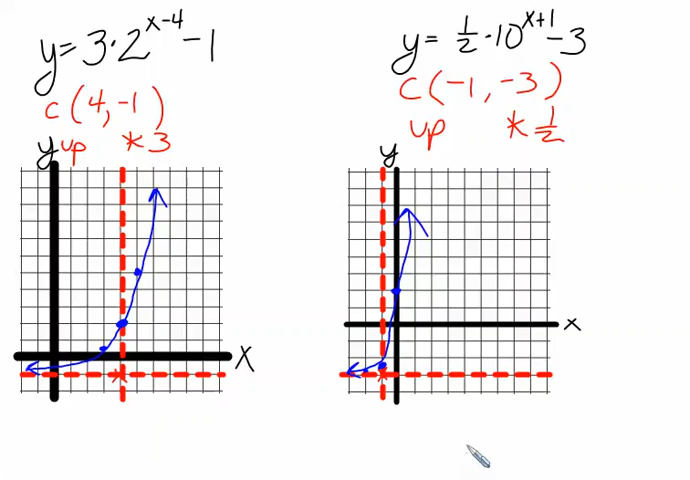 y = 3·2^(x-4) - 1
c (4, -1)
up *3
y
x
y = 1/2·10^(x+1) - 3
c (-1, -3)
up *1/2
y
x